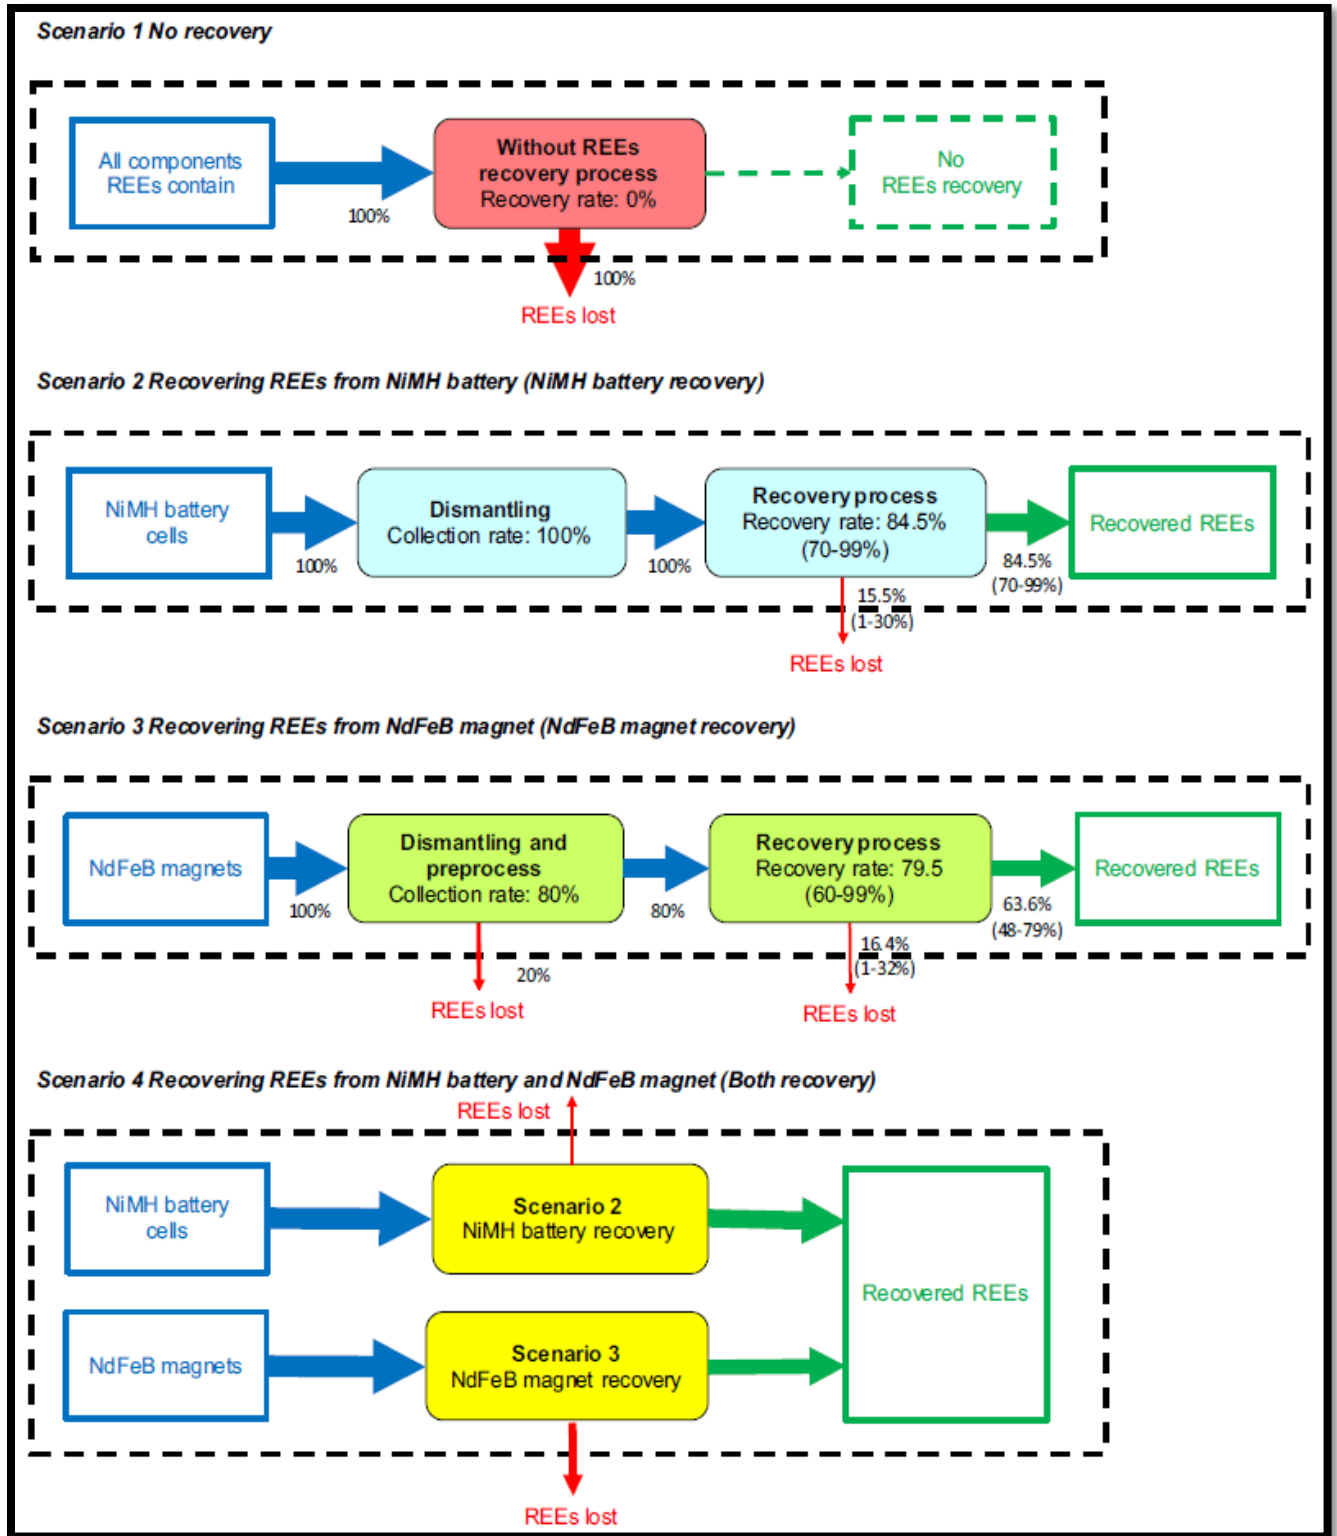 Scenario 1 No recovery
All components
REEs contain
100%
Without REEs
recovery process
Recovery rate: 0%
No
REEs recovery
100%
REEs lost
Scenario 2 Recovering REEs from NiMH battery (NiMH battery recovery)
NiMH battery
cells
100%
Dismantling
Collection rate: 100%
100%
Recovery process
Recovery rate: 84.5%
(70-99%)
84.5%
(70-99%)
Recovered REEs
15.5%
(1-30%)
REEs lost
Scenario 3 Recovering REEs from NdFeB magnet (NdFeB magnet recovery)
NdFeB magnets
100%
Dismantling and
preprocess
Collection rate: 80%
80%
Recovery process
Recovery rate: 79.5
(60-99%)
63.6%
(48-79%)
Recovered REEs
20%
REEs lost
16.4%
(1-32%)
REEs lost
Scenario 4 Recovering REEs from NiMH battery and NdFeB magnet (Both recovery)
REEs lost
NiMH battery
cells
Scenario 2
NiMH battery recovery
Recovered REEs
NdFeB magnets
Scenario 3
NdFeB magnet recovery
REEs lost